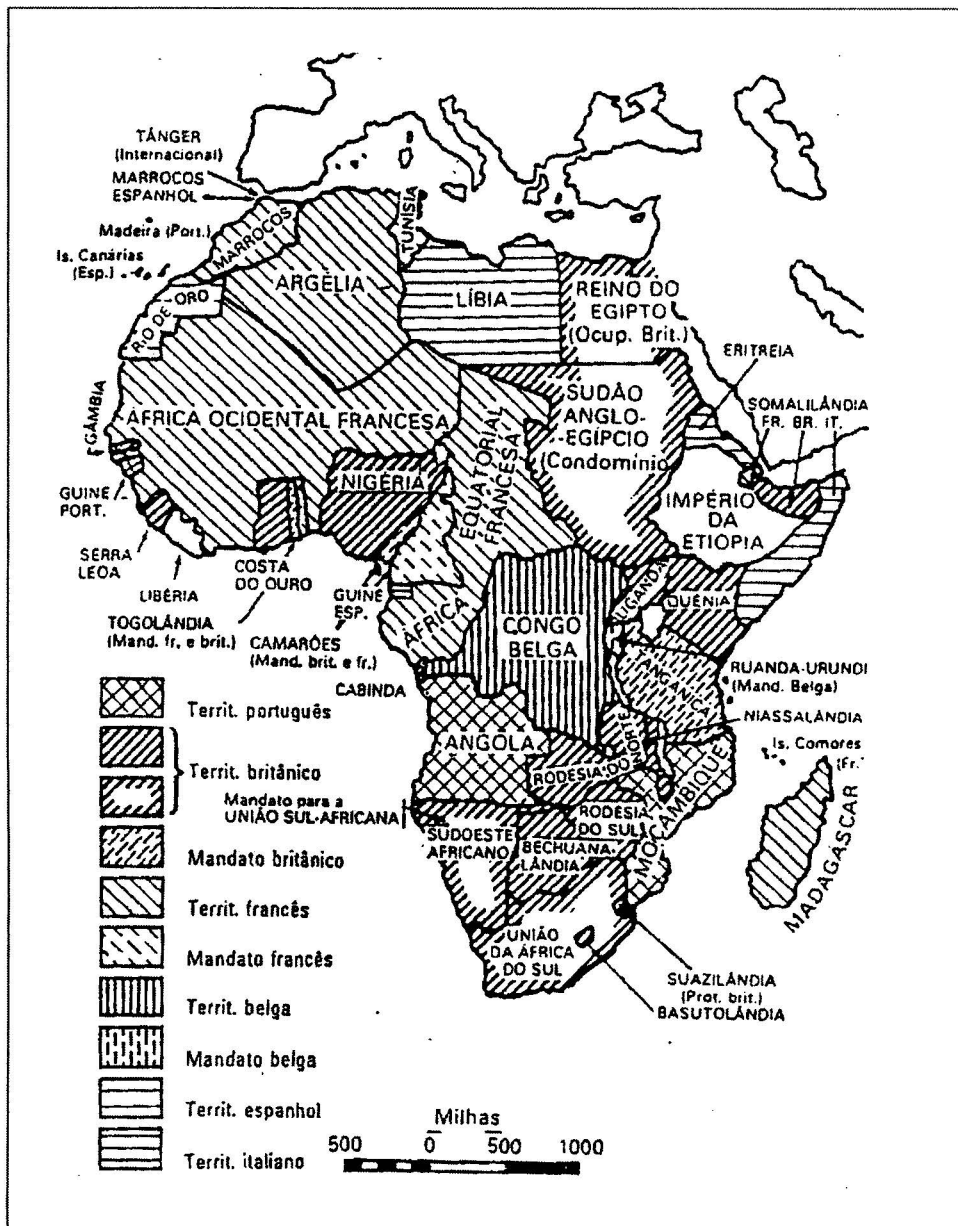 TÂNGER
(Internacional)
MARROCOS
ESPANHOL
Madeira (Port.)
Is. Canárias
(Esp.)
MARROCOS
TUNÍSIA
ARGÉLIA
LÍBIA
REINO DO
EGIPTO
(Ocup. Brit.)
RIO DE ORO
ERITREIA
SOMALILÂNDIA
FR. BR. IT.
GÂMBIA
ÁFRICA OCIDENTAL FRANCESA
SUDÃO
ANGLO-
EGÍPCIO
(Condomínio
NIGÉRIA
EQUATORIAL
FRANCESA
ÁFRICA
IMPÉRIO
DA
ETIOPIA
GUINÉ
PORT.
SERRA
LEOA
LIBÉRIA
COSTA
DO OURO
TOGOLÂNDIA
(Mand. fr. e brit.)
GUINÉ
ESP.
CAMARÕES
(Mand. brit. e fr.)
UGANDA
QUÉNIA
CONGO
BELGA
TANGANICA
RUANDA-URUNDI
(Mand. Belga)
NIASSALÂNDIA
CABINDA
Is. Comores
(Fr.
ANGOLA
RODÉSIA DO NORTE
MOÇAMBIQUE
MADAGASCAR
RODÉSIA
DO SUL
SUDOESTE
AFRICANO
BECHUANA-
LÂNDIA
UNIÃO
DA ÁFRICA
DO SUL
SUAZILÂNDIA
(Prot. brit.)
BASUTOLÂNDIA
Territ. português
Territ. britânico
Mandato para a
UNIÃO SUL-AFRICANA
Mandato britânico
Territ. francês
Mandato francês
Territ. belga
Mandato belga
Territ. espanhol
Territ. italiano
Milhas
500 0 500 1000